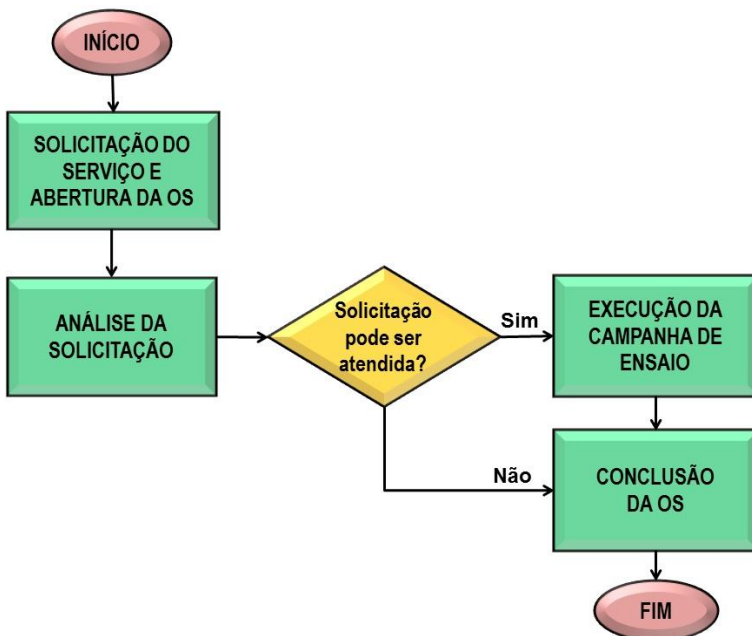 INÍCIO
SOLICITAÇÃO DO
SERVIÇO E
ABERTURA DA OS
ANÁLISE DA
SOLICITAÇÃO
Solicitação
pode ser
atendida?
Sim
EXECUÇÃO DA
CAMPANHA DE
ENSAIO
Não
CONCLUSÃO
DA OS
FIM